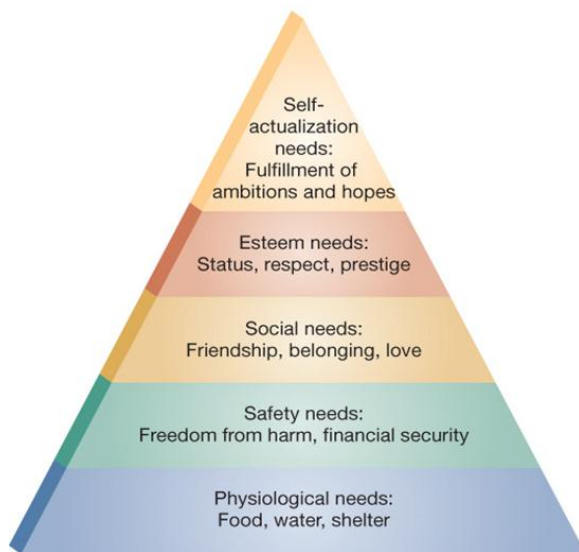 Self-
actualization
needs:
Fulfillment of
ambitions and hopes
Esteem needs:
Status, respect, prestige
Social needs:
Friendship, belonging, love
Safety needs:
Freedom from harm, financial security
Physiological needs:
Food, water, shelter